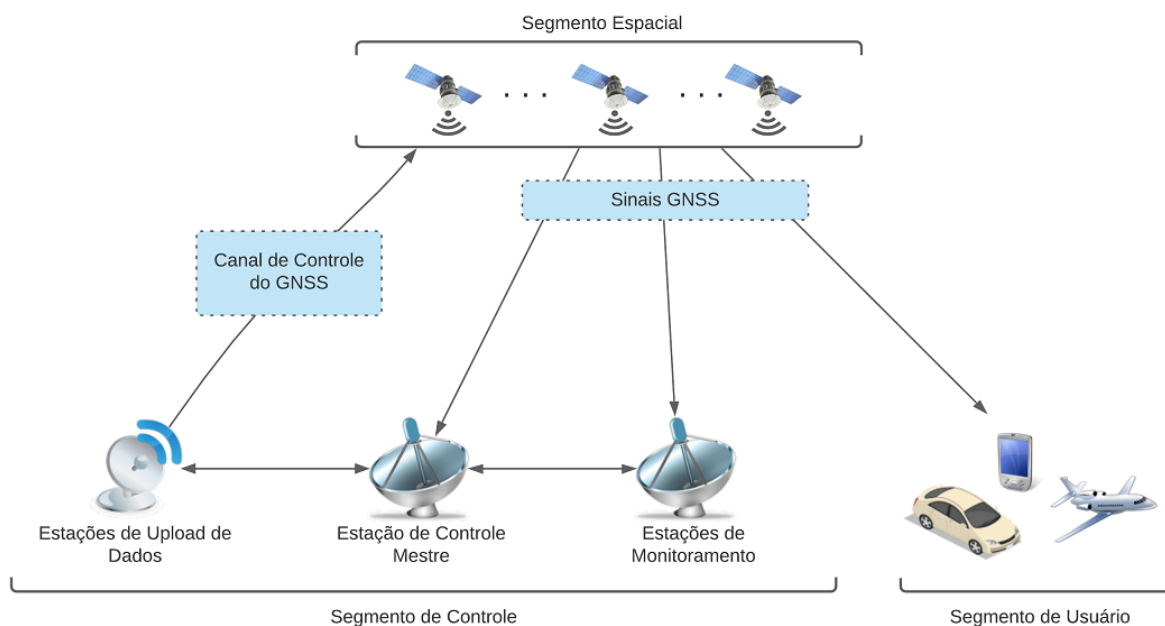 Segmento Espacial
Sinais GNSS
Canal de Controle
do GNSS
Estações de Upload de
Dados
Estação de Controle
Mestre
Estações de
Monitoramento
Segmento de Controle
Segmento de Usuário